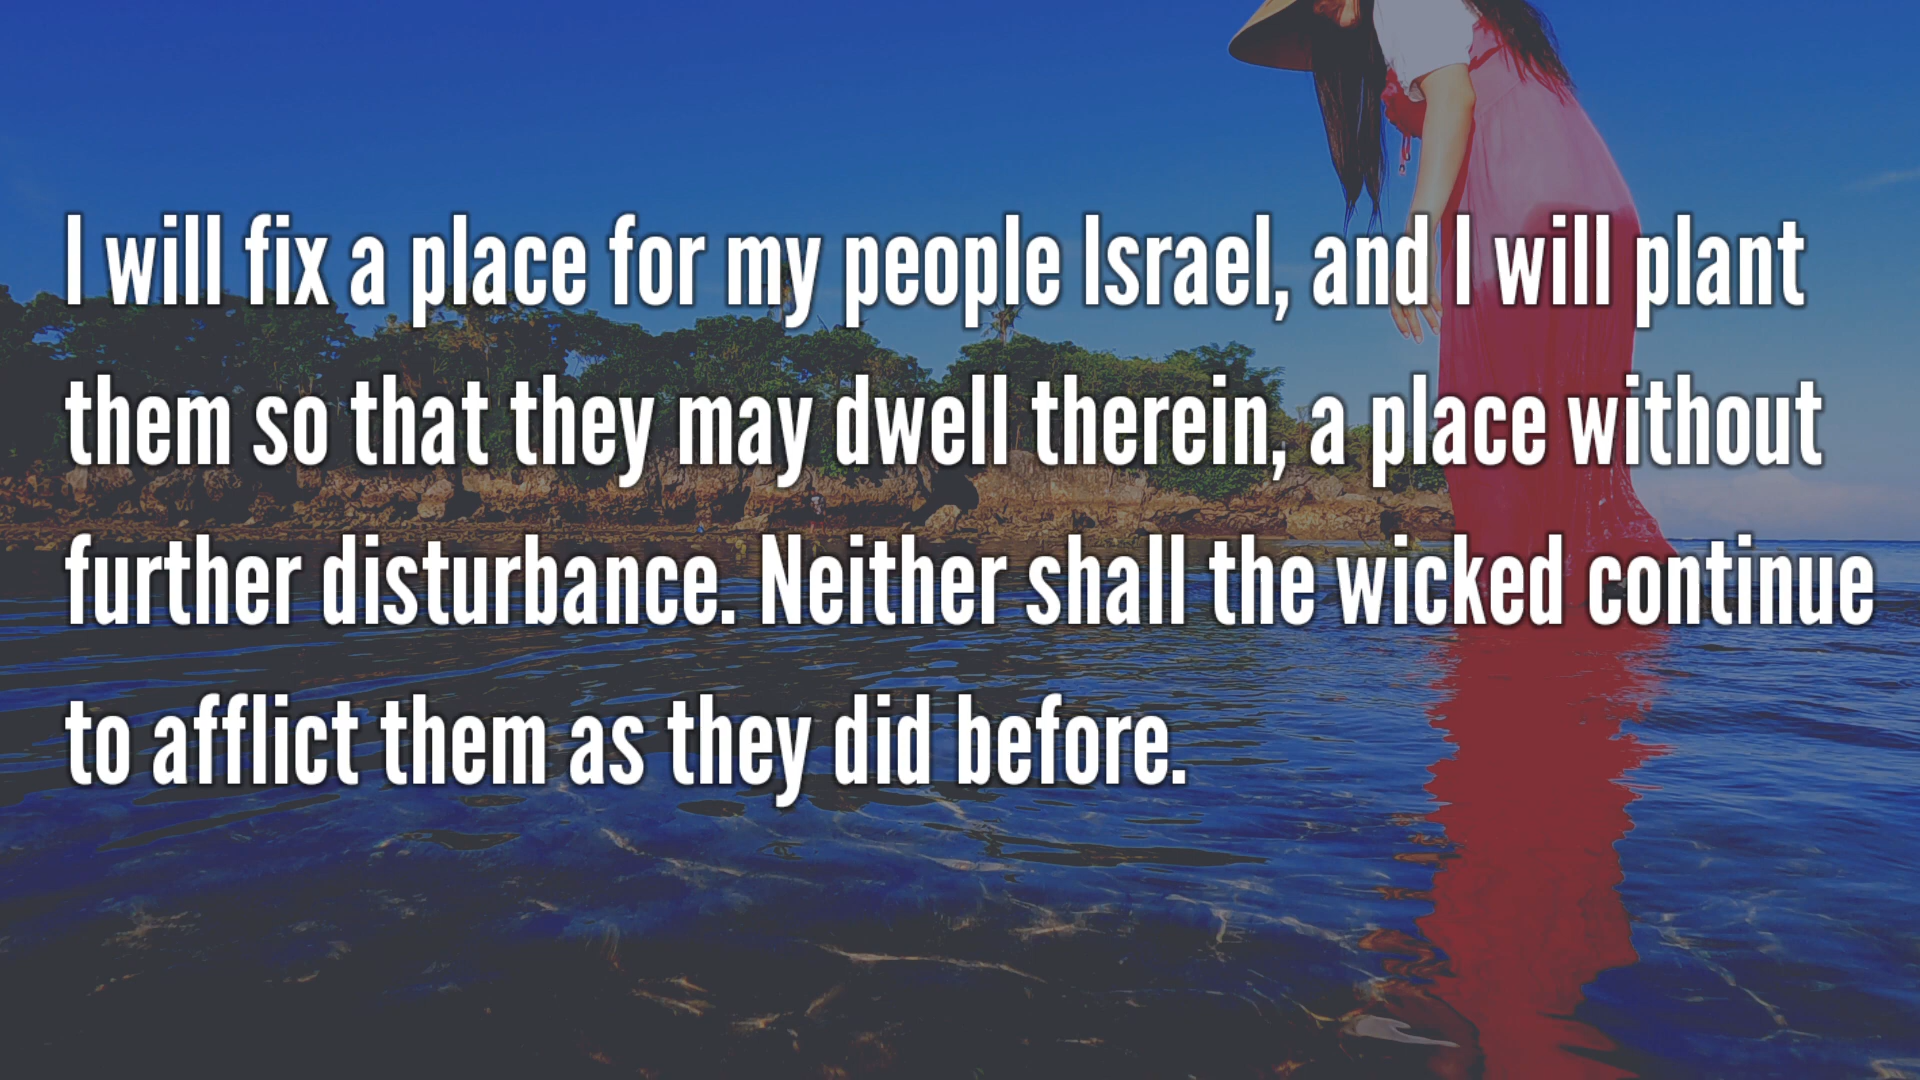 I will fix a place for my people Israel, and I will plant
them so that they may dwell therein, a place without
further disturbance. Neither shall the wicked continue
to afflict them as they did before.